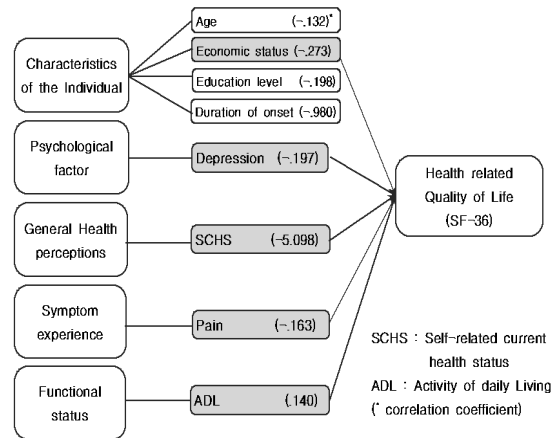 Characteristics
of the Individual
Age (-.132)*
Economic status (-.273)
Education level (-.198)
Duration of onset (-.980)
Psychological
factor
Depression (-.197)
General Health
perceptions
SCHS (-5.098)
Symptom
experience
Pain (-.163)
Functional
status
ADL (.140)
Health related
Quality of Life
(SF-36)
SCHS : Self-related current
health status
ADL : Activity of daily Living
(* correlation coefficient)